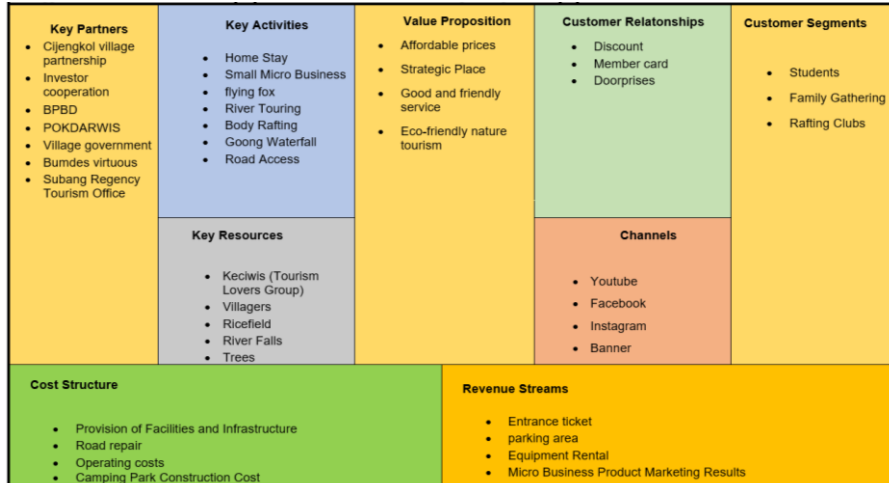 Key Partners
Cijengkol village
partnership
Investor
cooperation
BPBD
POKDARWIS
Village government
Bumdes virtuous
Subang Regency
Tourism Office
Key Activities
Home Stay
Small Micro Business
flying fox
River Touring
Body Rafting
Goong Waterfall
Road Access
Key Resources
Keciwis (Tourism
Lovers Group)
Villagers
Ricefield
River Falls
Trees
Value Proposition
Affordable prices
Strategic Place
Good and friendly
service
Eco-friendly nature
tourism
Customer Relatonships
Discount
Member card
Doorprises
Channels
Youtube
Facebook
Instagram
Banner
Customer Segments
Students
Family Gathering
Rafting Clubs
Cost Structure
Provision of Facilities and Infrastructure
Road repair
Operating costs
Camping Park Construction Cost
Revenue Streams
Entrance ticket
parking area
Equipment Rental
Micro Business Product Marketing Results